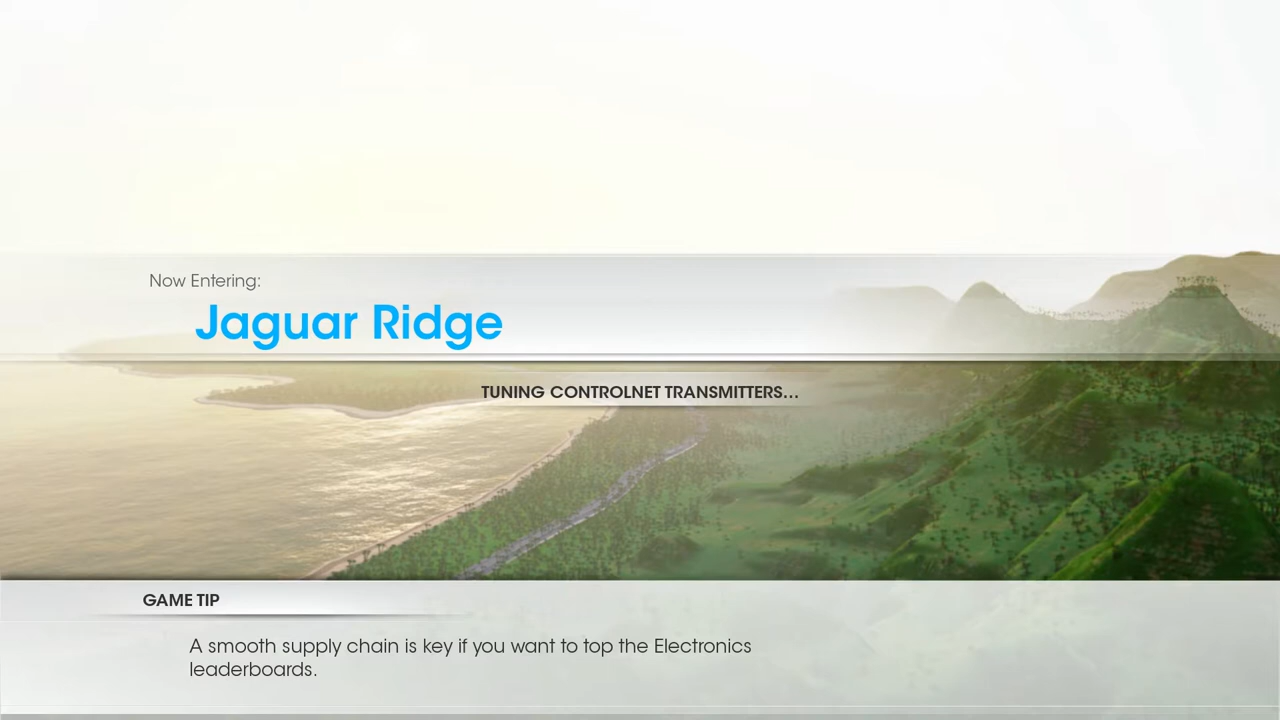 Now Entering:
Jaguar Ridge
TUNING CONTROLNET TRANSMITTERS...
GAME TIP
A smooth supply chain is key if you want to top the Electronics
leaderboards.